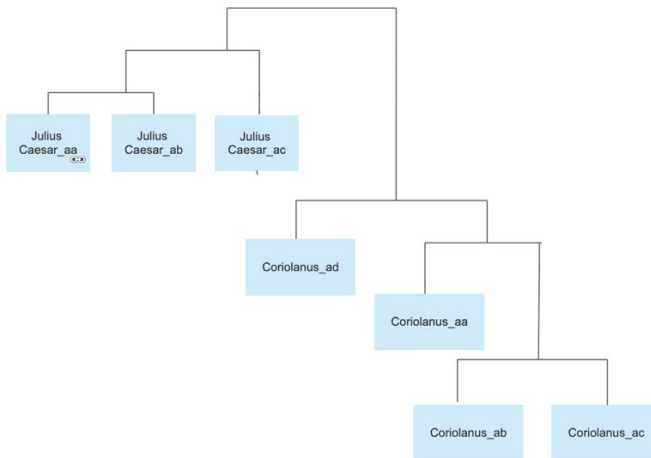 Julius
Caesar_aa
Julius
Caesar_ab
Julius
Caesar_ac
Coriolanus_ad
Coriolanus_aa
Coriolanus_ab
Coriolanus_ac